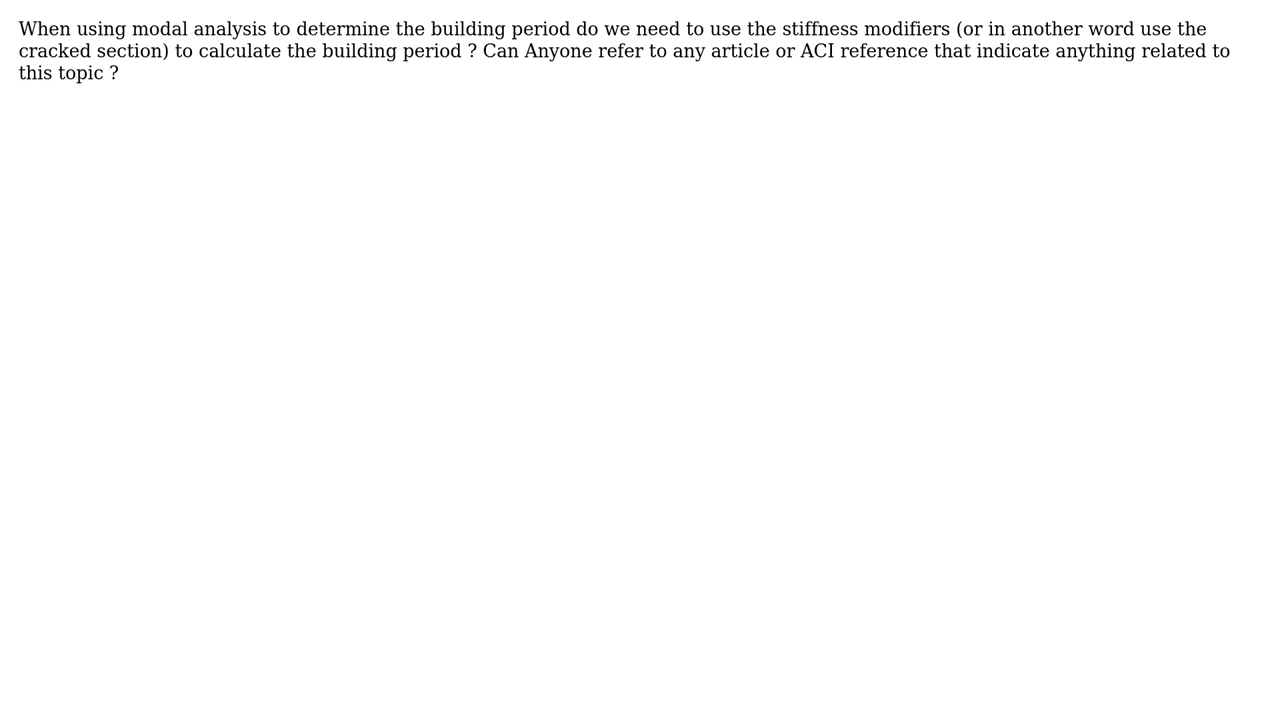 When using modal analysis to determine the building period do we need to use the stiffness modifiers (or in another word use the
cracked section) to calculate the building period ? Can Anyone refer to any article or ACI reference that indicate anything related to
this topic ?